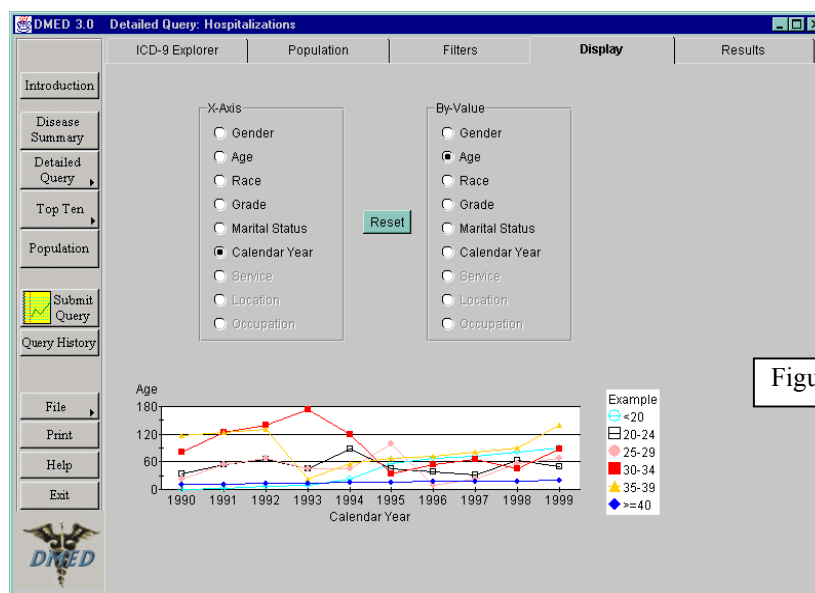 DMED 3.0 Detailed Query: Hospitalizations
ICD-9 Explorer Population Filters Display Results
Introduction
Disease
Summary
Detailed
Query
Top Ten
Population
Submit
Query
Query History
File
Print
Help
Exit
DMED
X-Axis
Gender
Age
Race
Grade
Marital Status
Calendar Year
Service
Location
Occupation
Reset
By-Value
Gender
Age
Race
Grade
Marital Status
Calendar Year
Service
Location
Occupation
Figu
Age
180
120
60
0
1990 1991 1992 1993 1994 1995 1996 1997 1998 1999
Calendar Year
Example
<20
20-24
25-29
30-34
35-39
>=40